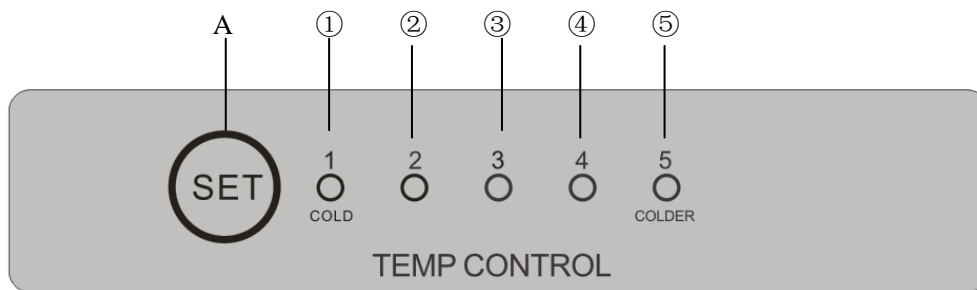 A ① ② ③ ④ ⑤
1 2 3 4 5
SET
COLD COLDER
TEMP CONTROL